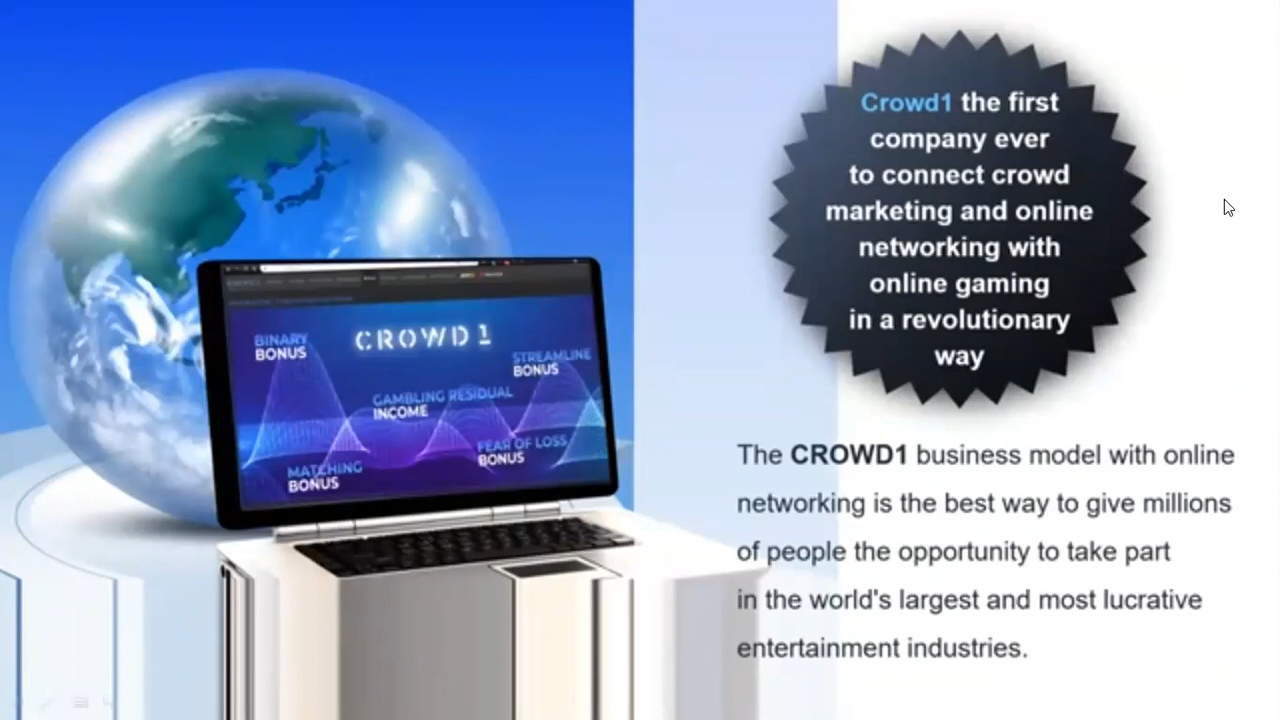 Crowd1 the first
company ever
to connect crowd
marketing and online
networking with
online gaming
in a revolutionary
way
CROWD1
BINARY
BONUS
STREAMLINE
BONUS
GAMBLING RESIDUAL
INCOME
FEAR OF LOSS
BONUS
MATCHING
BONUS
The CROWD1 business model with online
networking is the best way to give millions
of people the opportunity to take part
in the world's largest and most lucrative
entertainment industries.